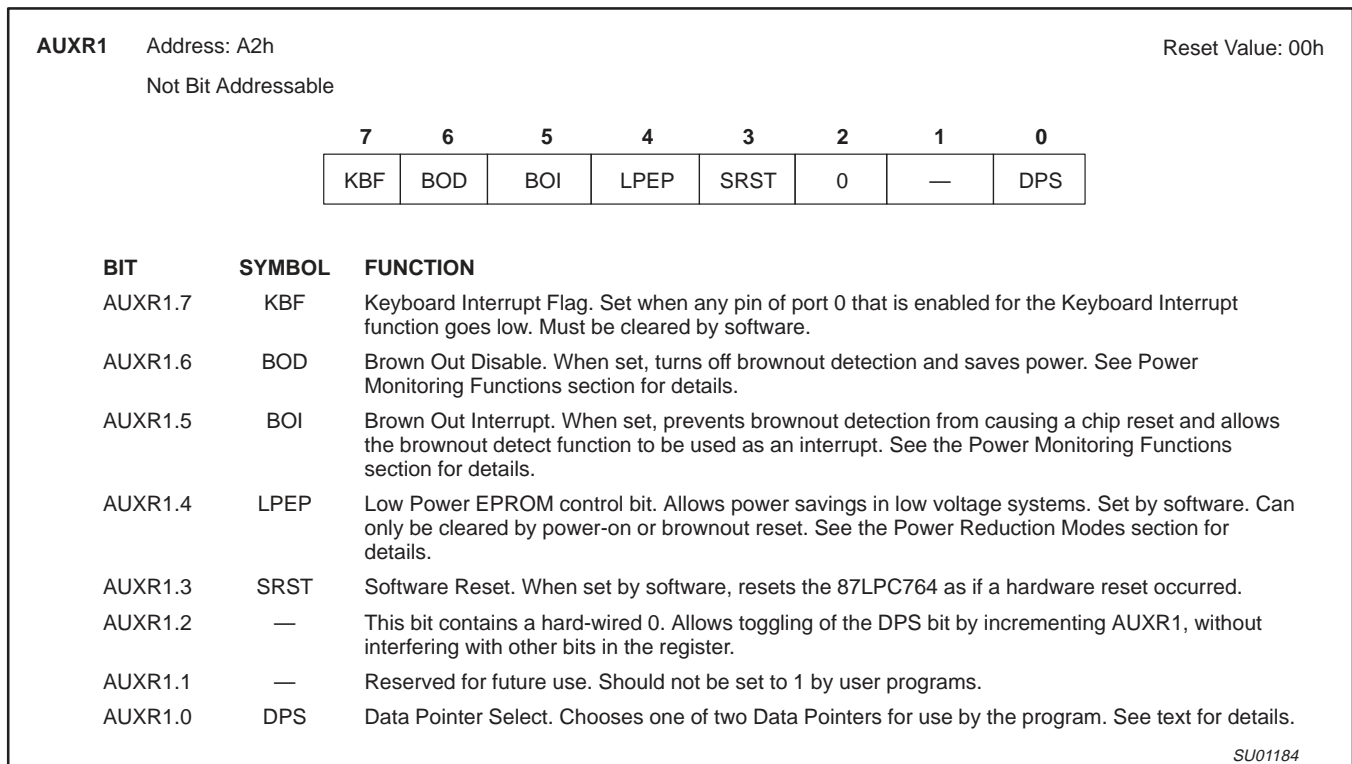 AUXR1 Address: A2h Reset Value: 00h
Not Bit Addressable
7 6 5 4 3 2 1 0
KBF BOD BOI LPEP SRST 0 — DPS
BIT SYMBOL FUNCTION
AUXR1.7 KBF Keyboard Interrupt Flag. Set when any pin of port 0 that is enabled for the Keyboard Interrupt
function goes low. Must be cleared by software.
AUXR1.6 BOD Brown Out Disable. When set, turns off brownout detection and saves power. See Power
Monitoring Functions section for details.
AUXR1.5 BOI Brown Out Interrupt. When set, prevents brownout detection from causing a chip reset and allows
the brownout detect function to be used as an interrupt. See the Power Monitoring Functions
section for details.
AUXR1.4 LPEP Low Power EPROM control bit. Allows power savings in low voltage systems. Set by software. Can
only be cleared by power-on or brownout reset. See the Power Reduction Modes section for
details.
AUXR1.3 SRST Software Reset. When set by software, resets the 87LPC764 as if a hardware reset occurred.
AUXR1.2 — This bit contains a hard-wired 0. Allows toggling of the DPS bit by incrementing AUXR1, without
interfering with other bits in the register.
AUXR1.1 — Reserved for future use. Should not be set to 1 by user programs.
AUXR1.0 DPS Data Pointer Select. Chooses one of two Data Pointers for use by the program. See text for details.
SU01184